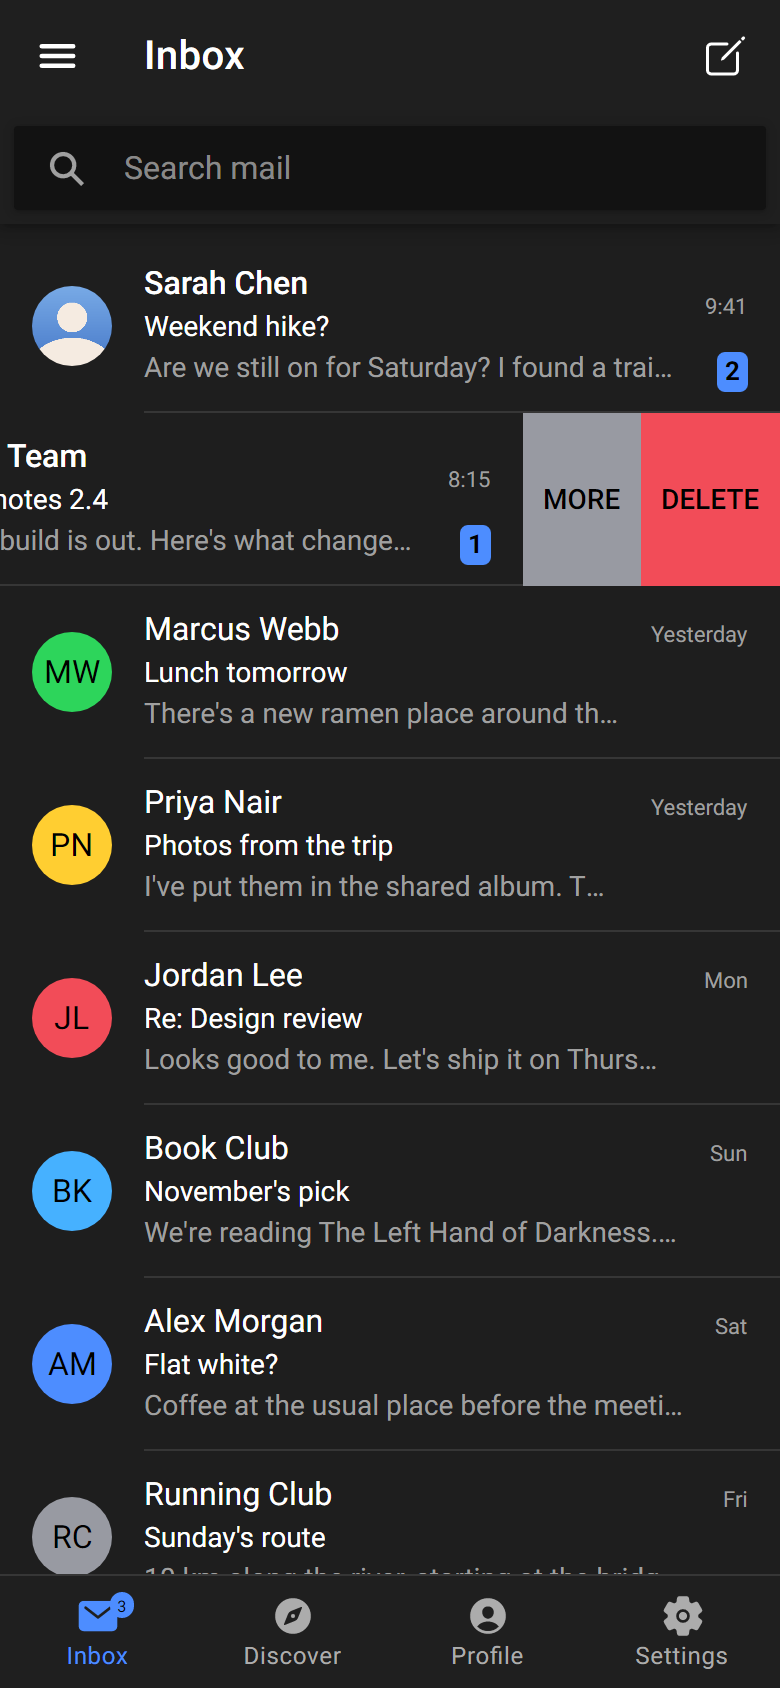 Inbox
Search mail
Sarah Chen
9:41
Weekend hike?
Are we still on for Saturday? I found a trai...
2
Team
8:15
notes 2.4
build is out. Here's what change...
1
MORE
DELETE
Marcus Webb
Yesterday
MW
Lunch tomorrow
There's a new ramen place around th...
Priya Nair
Yesterday
PN
Photos from the trip
I've put them in the shared album. T...
Jordan Lee
Mon
JL
Re: Design review
Looks good to me. Let's ship it on Thurs...
Book Club
Sun
BK
November's pick
We're reading The Left Hand of Darkness....
Alex Morgan
Sat
AM
Flat white?
Coffee at the usual place before the meeti...
Running Club
Fri
RC
Sunday's route
3
Inbox
Discover
Profile
Settings